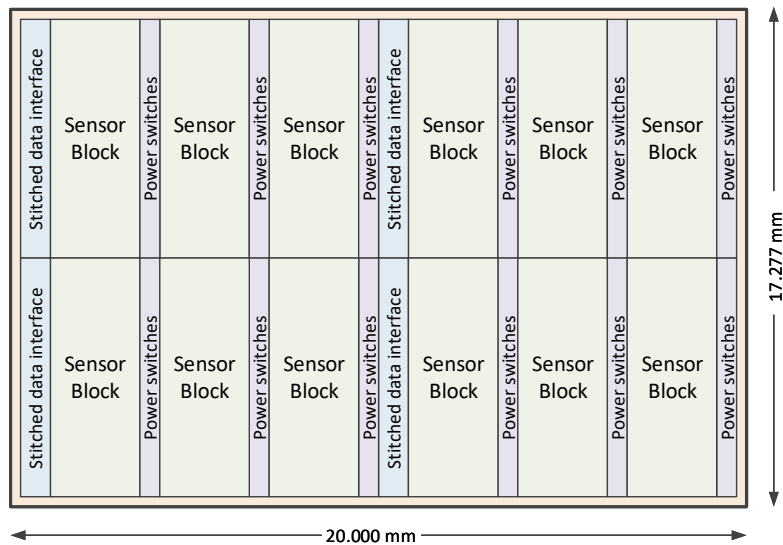 Stitched data interface
Sensor
Block
Power switches
Sensor
Block
Power switches
Sensor
Block
Power switches
Stitched data interface
Sensor
Block
Power switches
Sensor
Block
Power switches
Sensor
Block
Power switches
Stitched data interface
Sensor
Block
Power switches
Sensor
Block
Power switches
Sensor
Block
Power switches
Stitched data interface
Sensor
Block
Power switches
Sensor
Block
Power switches
Sensor
Block
Power switches
17.277 mm
20.000 mm